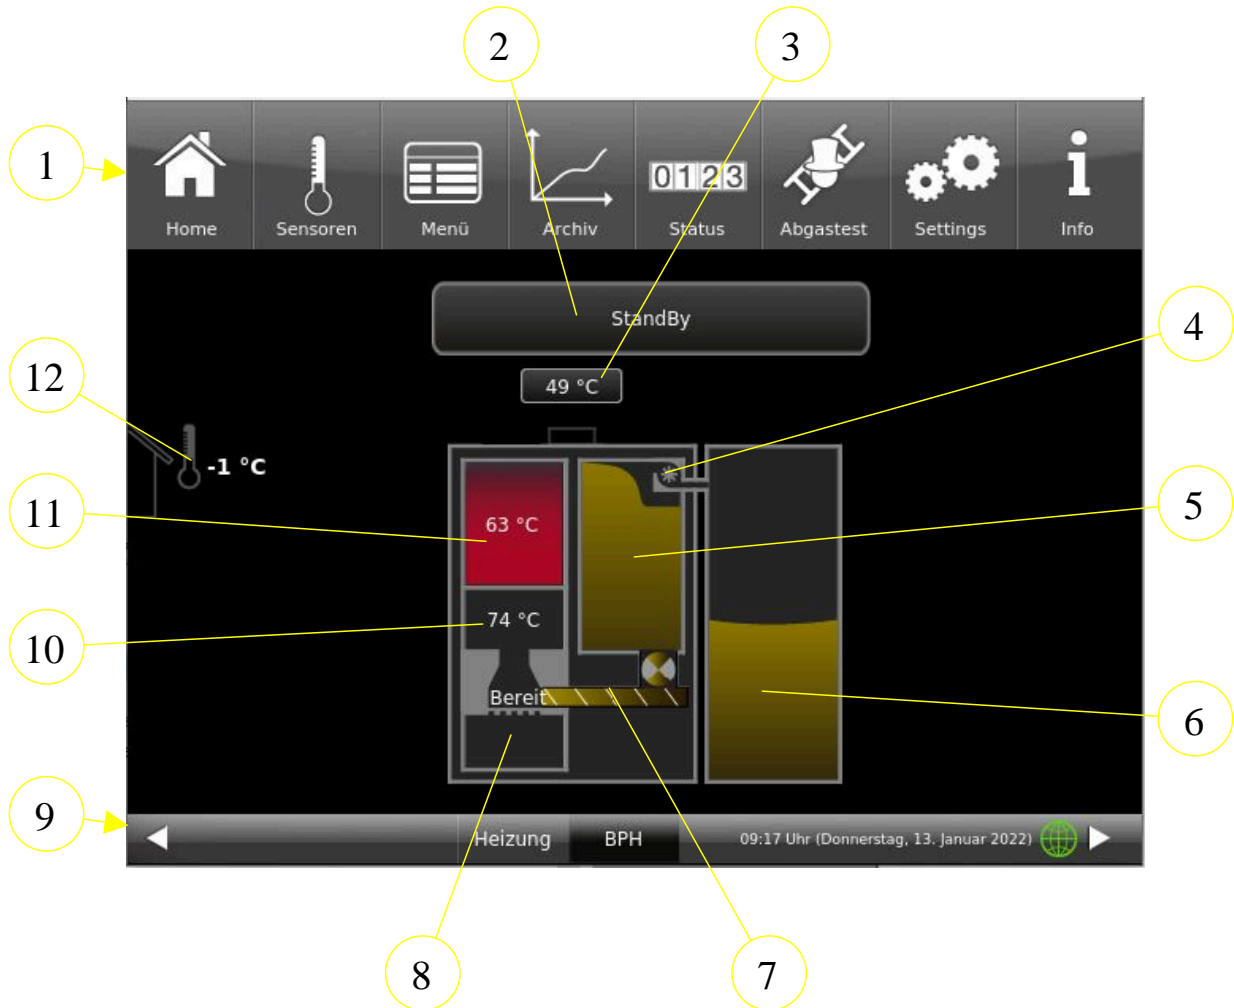 2
3
1
0123
Home
Sensoren
Menü
Archiv
Status
Abgastest
Settings
Info
StandBy
4
49 °C
12
-1 °C
11
63 °C
5
10
74 °C
Bereit
6
9
Heizung
BPH
09:17 Uhr (Donnerstag, 13. Januar 2022)
8
7